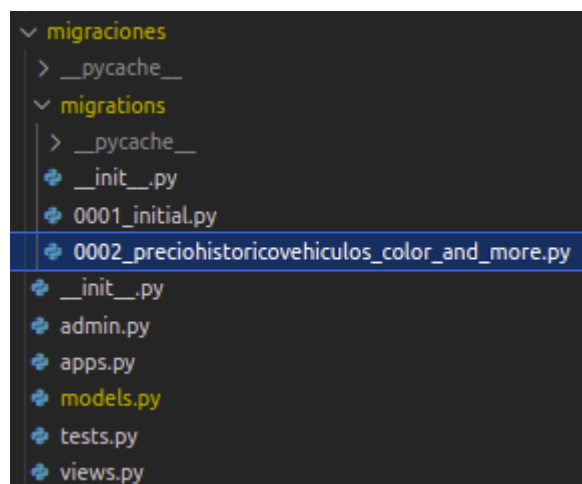 migraciones
__pycache__
migrations
__pycache__
__init__.py
0001_initial.py
0002_preciohistoricovehiculos_color_and_more.py
__init__.py
admin.py
apps.py
models.py
tests.py
views.py